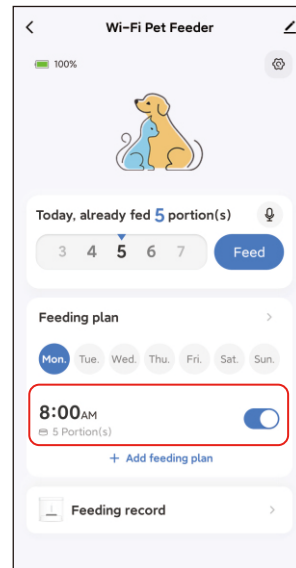 Wi-Fi Pet Feeder
100%
Today, already fed 5 portion(s)
3 4 5 6 7 Feed
Feeding plan
Mon. Tue. Wed. Thu. Fri. Sat. Sun.
8:00AM
5 Portion(s)
+ Add feeding plan
Feeding record